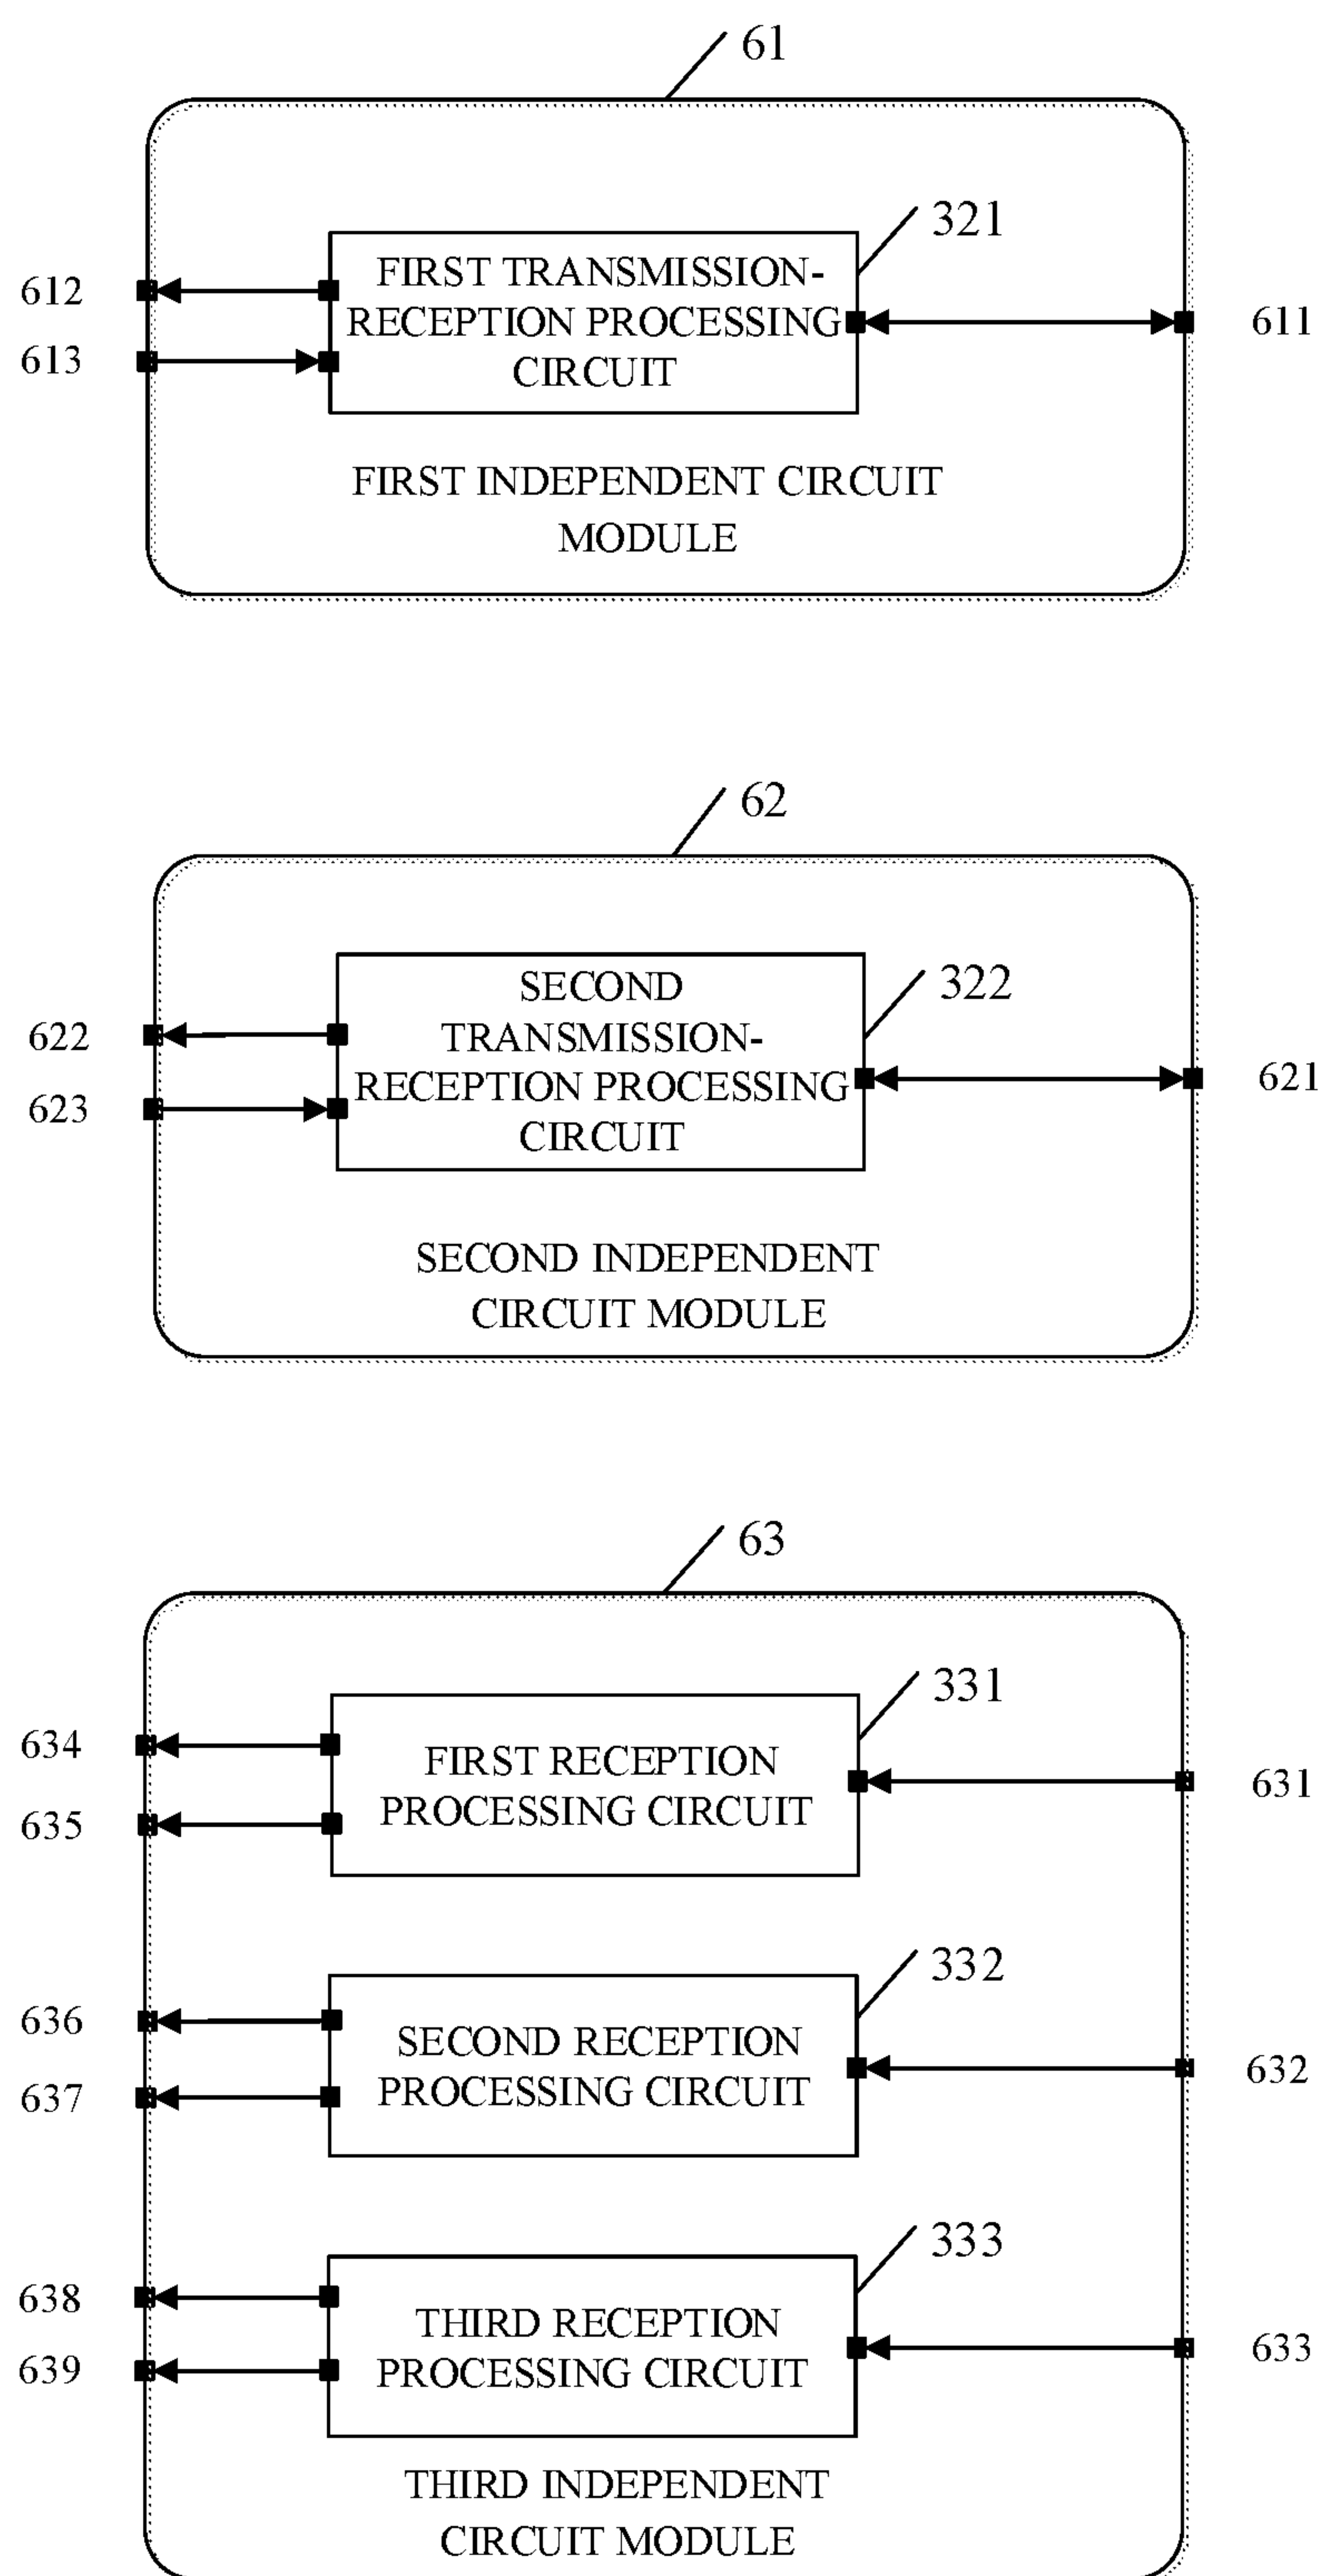 61
321
612
FIRST TRANSMISSION-
RECEPTION PROCESSING
CIRCUIT
611
613
FIRST INDEPENDENT CIRCUIT
MODULE
62
322
SECOND
TRANSMISSION-
RECEPTION PROCESSING
CIRCUIT
622
621
623
SECOND INDEPENDENT
CIRCUIT MODULE
63
331
634
FIRST RECEPTION
PROCESSING CIRCUIT
631
635
332
636
SECOND RECEPTION
PROCESSING CIRCUIT
632
637
333
638
THIRD RECEPTION
PROCESSING CIRCUIT
633
639
THIRD INDEPENDENT
CIRCUIT MODULE